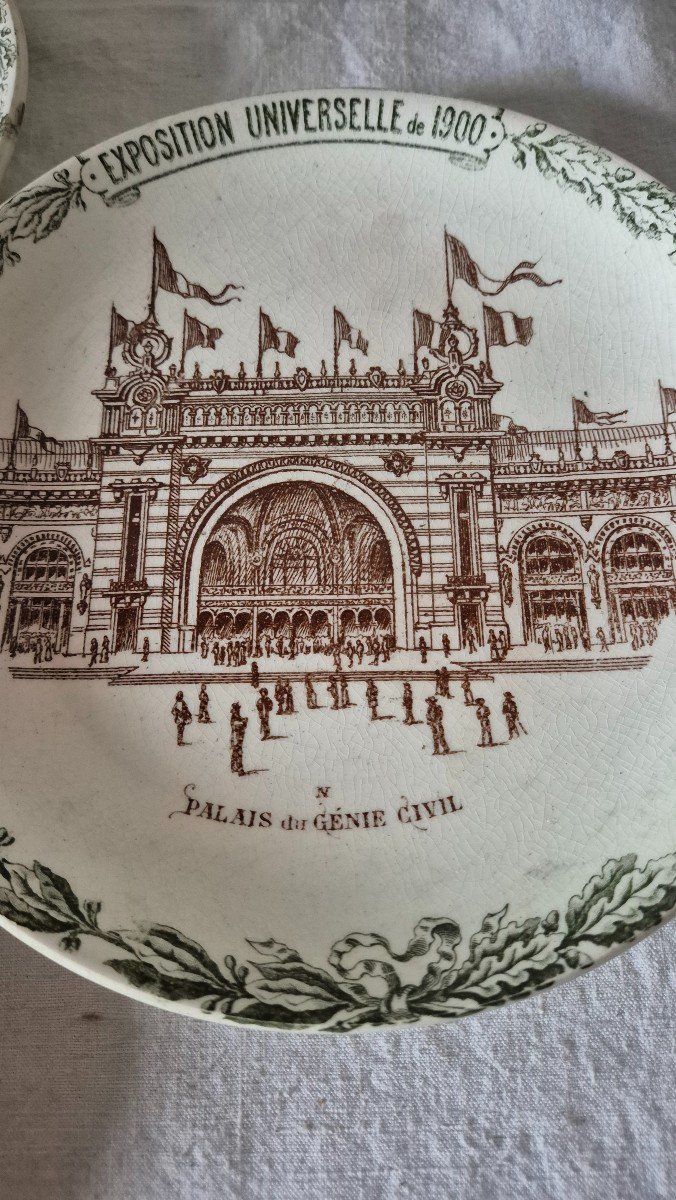 EXPOSITION UNIVERSELLE de 1900
N
PALAIS du GÉNIE CIVIL